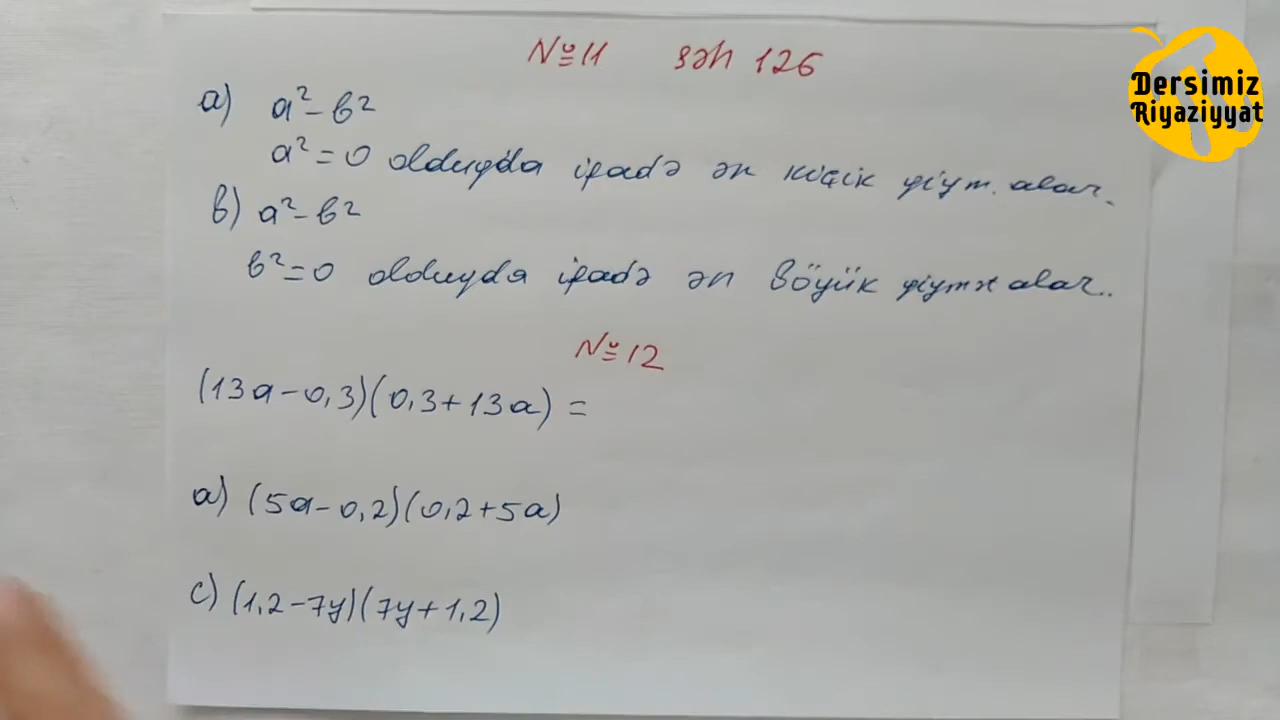 №11 səh 126
a) a²-b²
a²=0 olduqda ifadə ən kiçik qiym. alar.
b) a²-b²
b²=0 olduqda ifadə ən böyük qiym alar..
№12
(13a-0,3)(0,3+13a)=
a) (5a-0,2)(0,2+5a)
c) (1,2-7y)(7y+1,2)
Dersimiz
Riyaziyyat